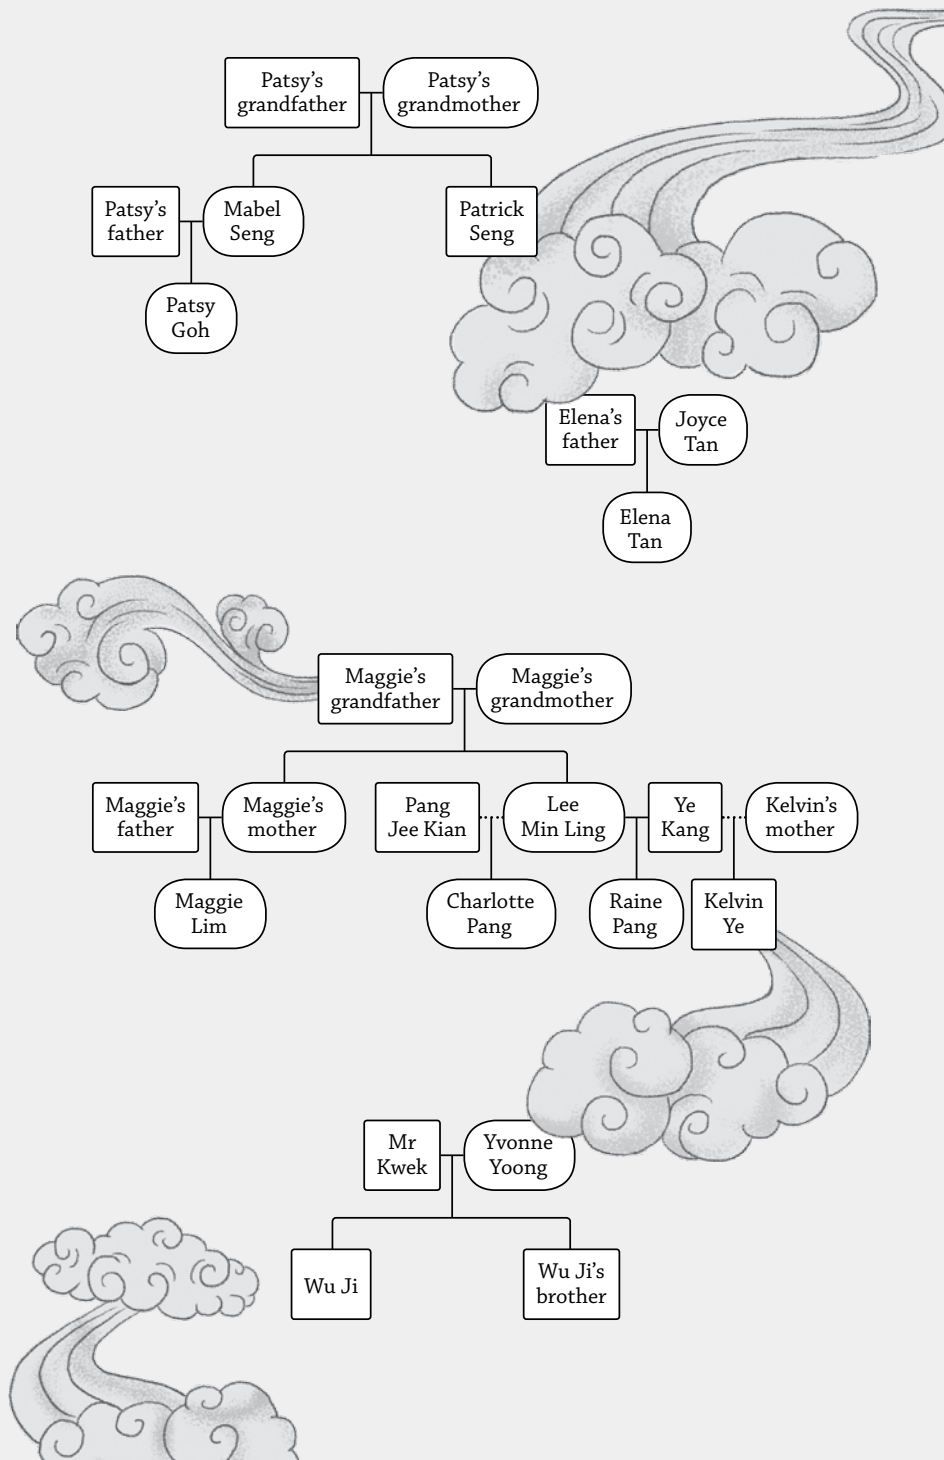 Patsy’s
grandfather
Patsy’s
grandmother
Patsy’s
father
Mabel
Seng
Patrick
Seng
Patsy
Goh
Elena’s
father
Joyce
Tan
Elena
Tan
Maggie’s
grandfather
Maggie’s
grandmother
Maggie’s
father
Maggie’s
mother
Pang
Jee Kian
Lee
Min Ling
Ye
Kang
Kelvin’s
mother
Maggie
Lim
Charlotte
Pang
Raine
Pang
Kelvin
Ye
Mr
Kwek
Yvonne
Yoong
Wu Ji
Wu Ji’s
brother